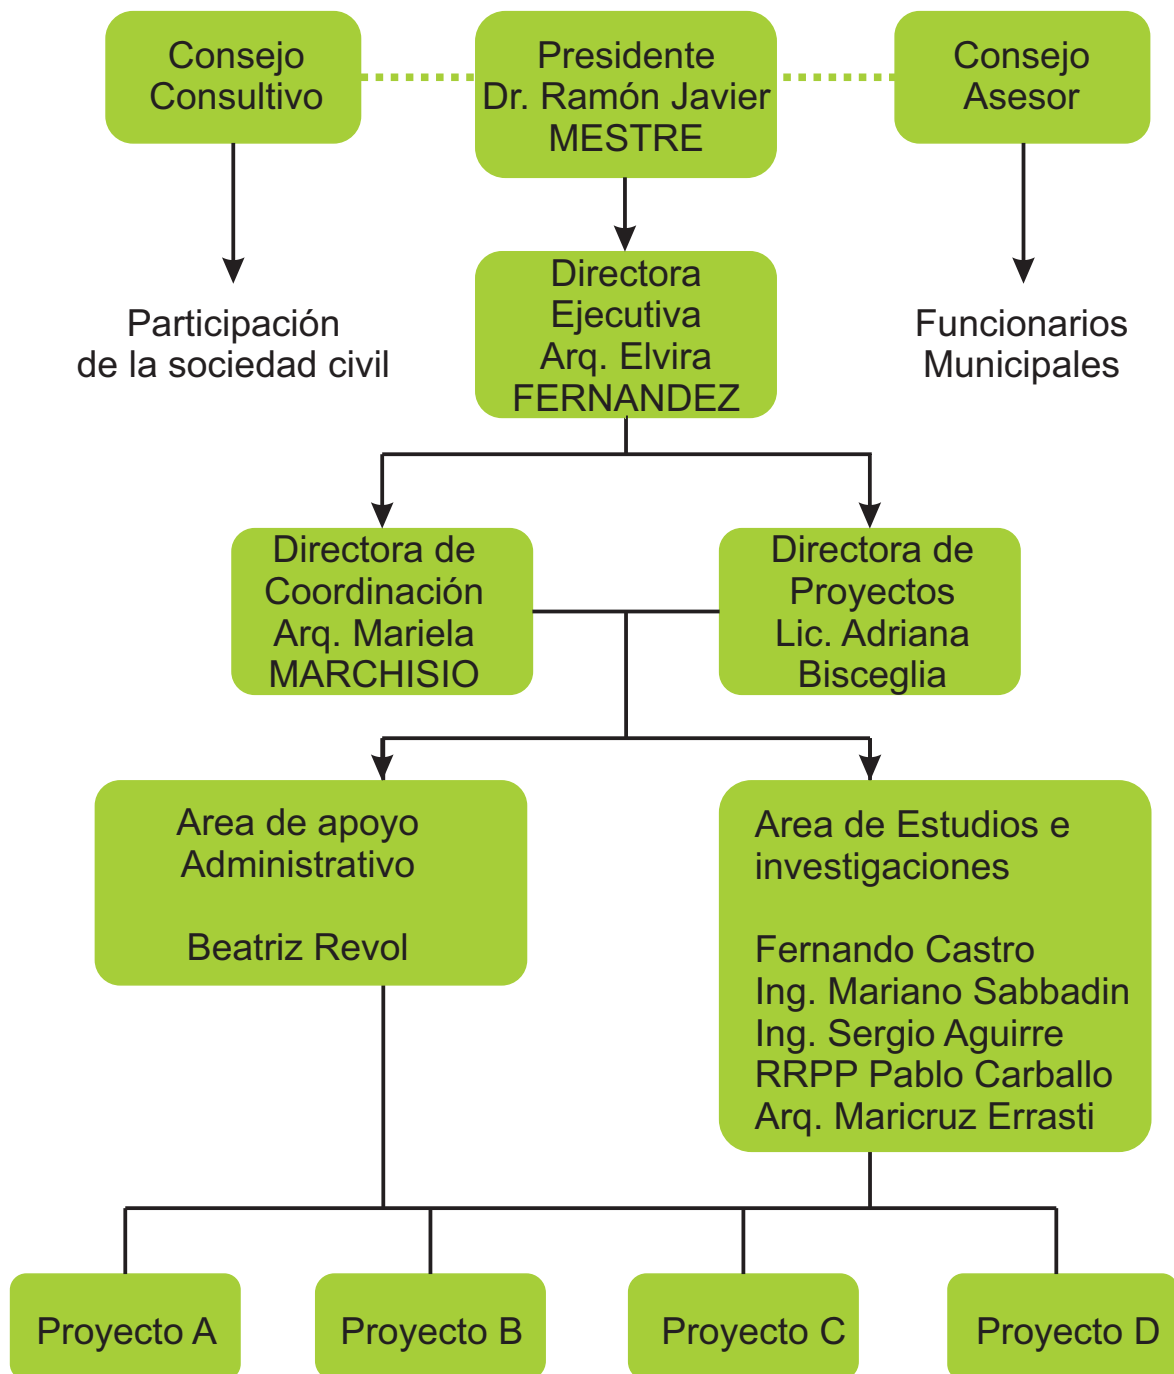 Consejo
Consultivo
Presidente
Dr. Ramón Javier
MESTRE
Consejo
Asesor
Participación
de la sociedad civil
Directora
Ejecutiva
Arq. Elvira
FERNANDEZ
Funcionarios
Municipales
Directora de
Coordinación
Arq. Mariela
MARCHISIO
Directora de
Proyectos
Lic. Adriana
Bisceglia
Area de apoyo
Administrativo
Beatriz Revol
Area de Estudios e
investigaciones
Fernando Castro
Ing. Mariano Sabbadin
Ing. Sergio Aguirre
RRPP Pablo Carballo
Arq. Maricruz Errasti
Proyecto A
Proyecto B
Proyecto C
Proyecto D